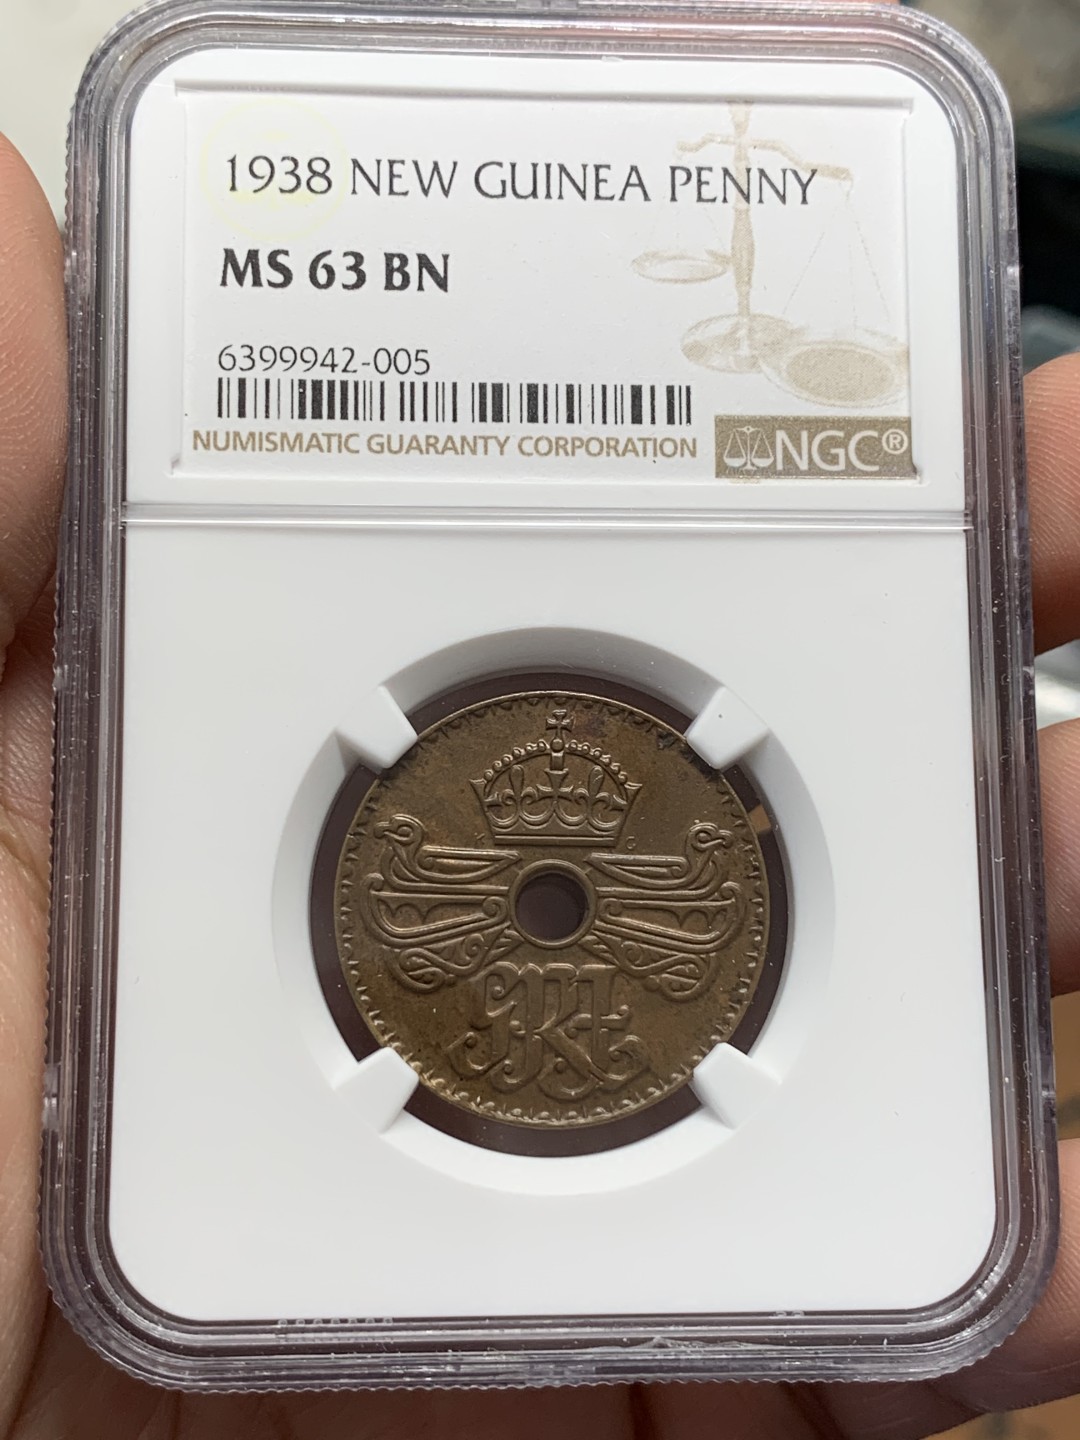 1938 NEW GUINEA PENNY
MS 63 BN
6399942-005
NUMISMATIC GUARANTY CORPORATION
NGC®
K G